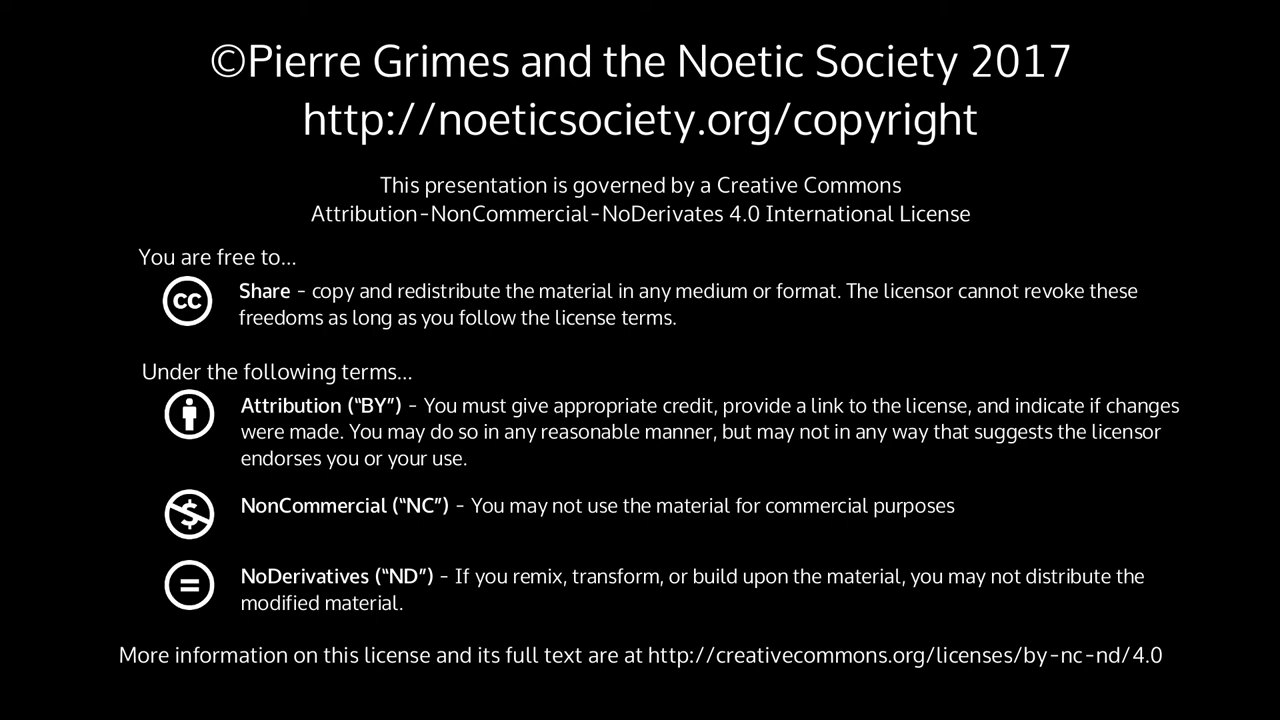 ©Pierre Grimes and the Noetic Society 2017
http://noeticsociety.org/copyright
This presentation is governed by a Creative Commons
Attribution-NonCommercial-NoDerivates 4.0 International License
You are free to...
cc
Share - copy and redistribute the material in any medium or format. The licensor cannot revoke these
freedoms as long as you follow the license terms.
Under the following terms...
Attribution (“BY”) - You must give appropriate credit, provide a link to the license, and indicate if changes
were made. You may do so in any reasonable manner, but may not in any way that suggests the licensor
endorses you or your use.
NonCommercial (“NC”) - You may not use the material for commercial purposes
NoDerivatives (“ND”) - If you remix, transform, or build upon the material, you may not distribute the
modified material.
More information on this license and its full text are at http://creativecommons.org/licenses/by-nc-nd/4.0